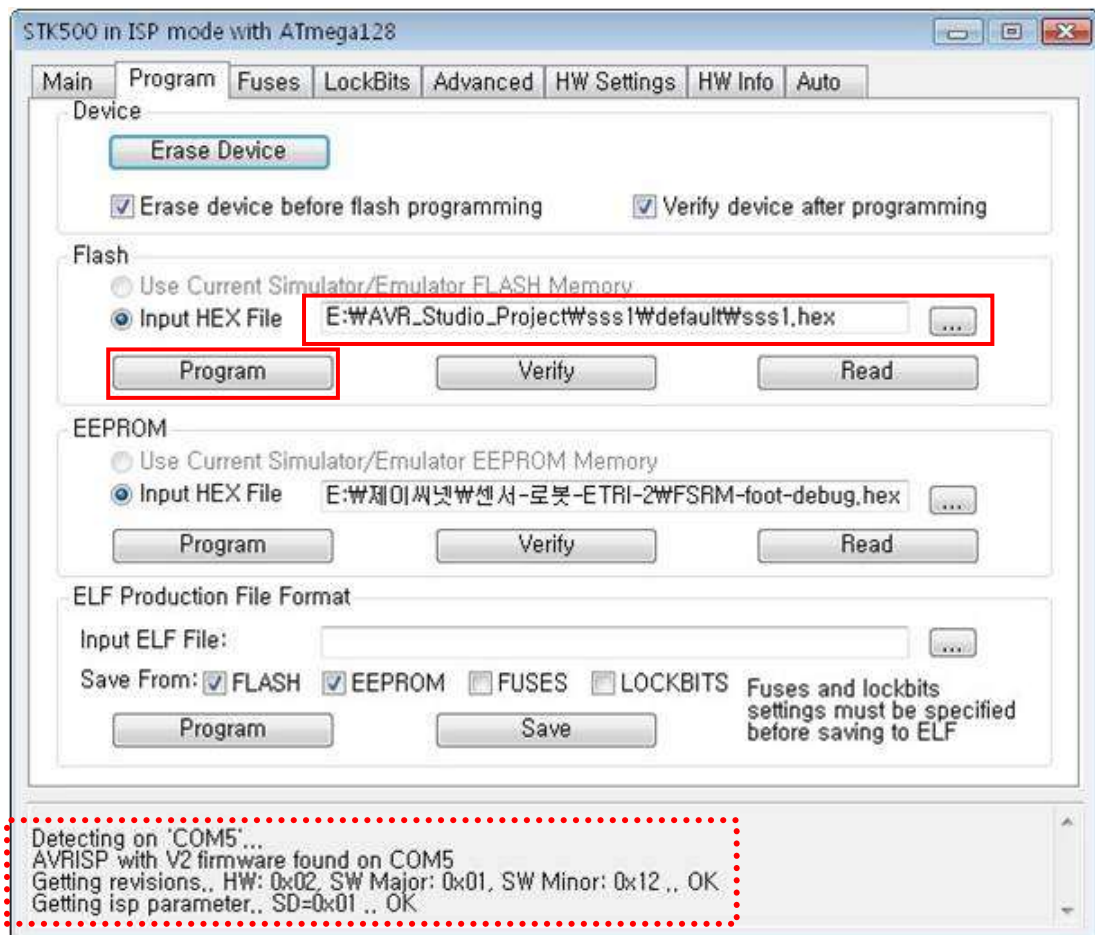 STK500 in ISP mode with ATmega128
Main Program Fuses LockBits Advanced HW Settings HW Info Auto
Device
Erase Device
Erase device before flash programming Verify device after programming
Flash
Use Current Simulator/Emulator FLASH Memory
Input HEX File E:₩AVR_Studio_Project₩sss1₩default₩sss1.hex ...
Program Verify Read
EEPROM
Use Current Simulator/Emulator EEPROM Memory
Input HEX File E:₩제이씨넷₩센서-로봇-ETRI-2₩FSRM-foot-debug.hex ...
Program Verify Read
ELF Production File Format
Input ELF File: ...
Save From: FLASH EEPROM FUSES LOCKBITS
Fuses and lockbits
settings must be specified
before saving to ELF
Program Save
Detecting on 'COM5'...
AVRISP with V2 firmware found on COM5
Getting revisions.. HW: 0x02, SW Major: 0x01, SW Minor: 0x12 .. OK
Getting isp parameter.. SD=0x01 .. OK